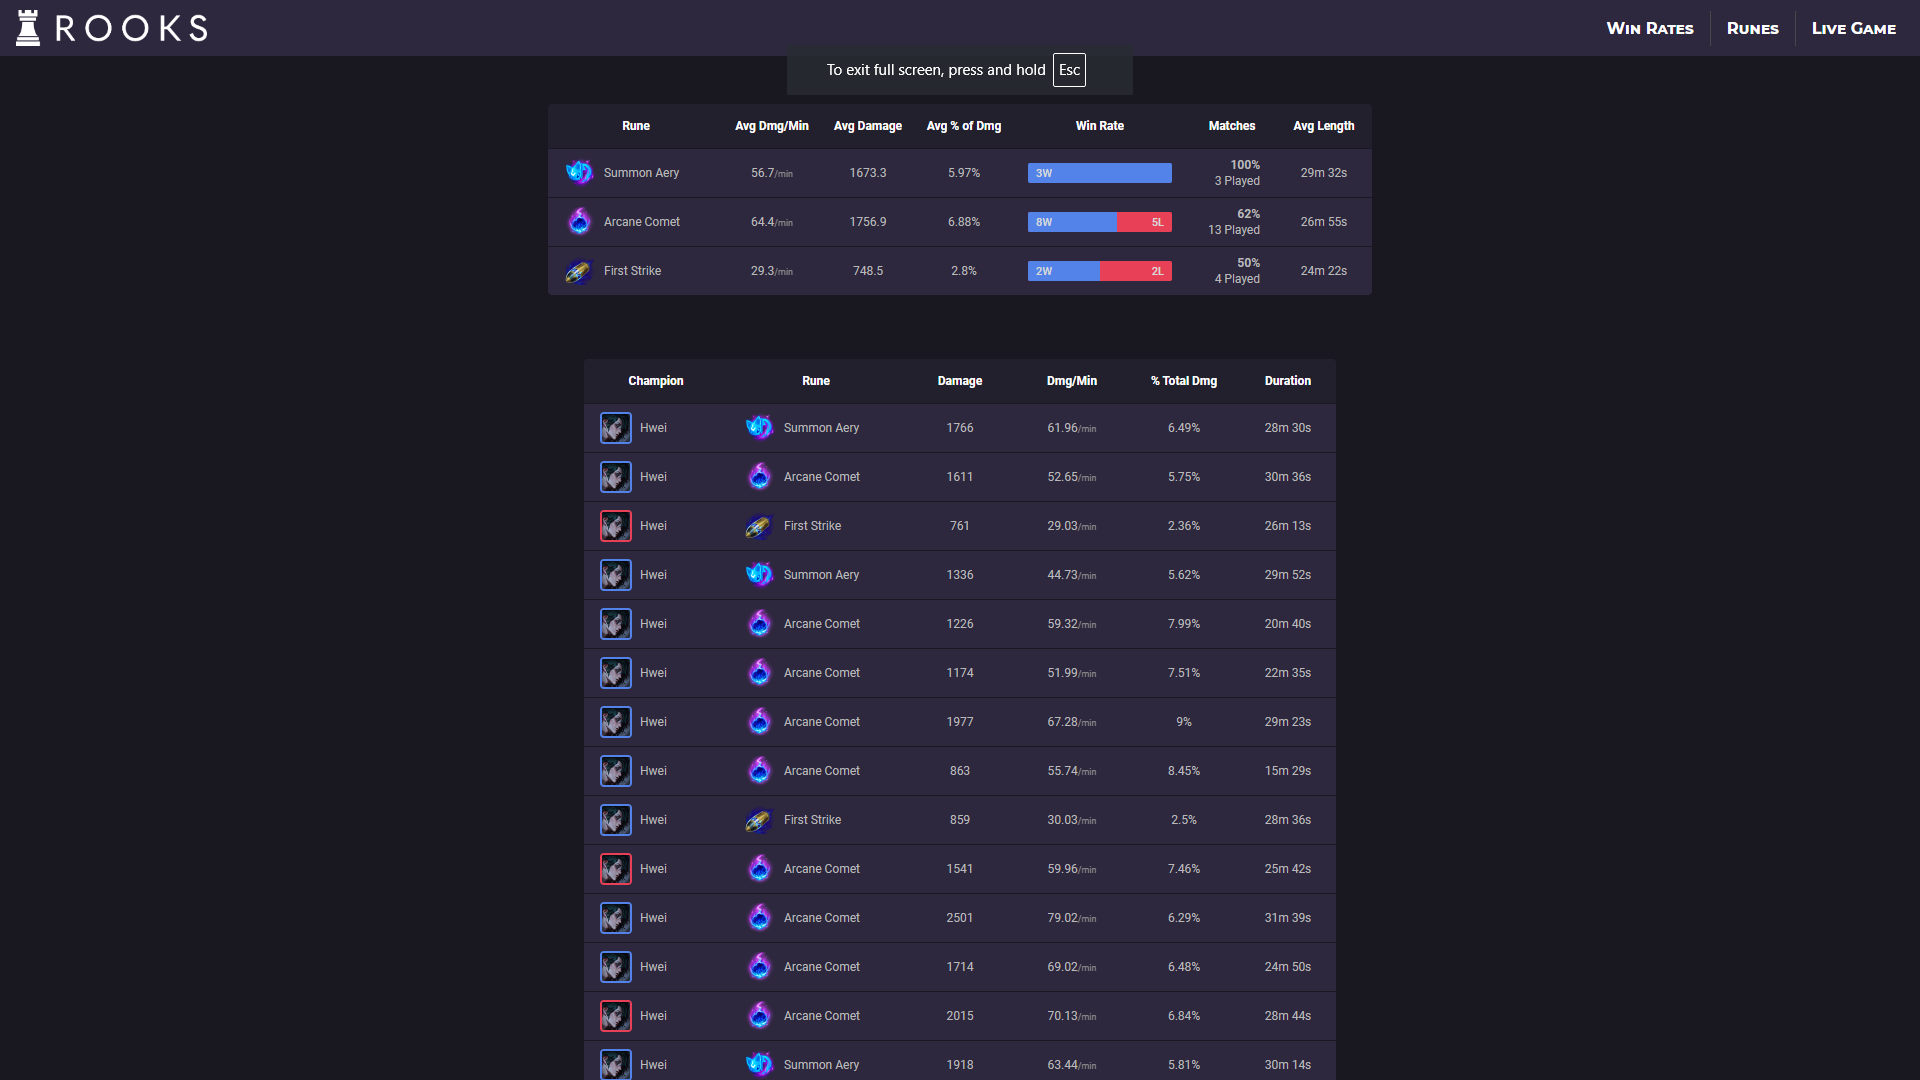 ROOKS
Win Rates Runes Live Game
To exit full screen, press and hold Esc
Rune Avg Dmg/Min Avg Damage Avg % of Dmg Win Rate Matches Avg Length
Summon Aery 56.7/min 1673.3 5.97% 3W 100% 3 Played 29m 32s
Arcane Comet 64.4/min 1756.9 6.88% 8W 5L 62% 13 Played 26m 55s
First Strike 29.3/min 748.5 2.8% 2W 2L 50% 4 Played 24m 22s
Champion Rune Damage Dmg/Min % Total Dmg Duration
Hwei Summon Aery 1766 61.96/min 6.49% 28m 30s
Hwei Arcane Comet 1611 52.65/min 5.75% 30m 36s
Hwei First Strike 761 29.03/min 2.36% 26m 13s
Hwei Summon Aery 1336 44.73/min 5.62% 29m 52s
Hwei Arcane Comet 1226 59.32/min 7.99% 20m 40s
Hwei Arcane Comet 1174 51.99/min 7.51% 22m 35s
Hwei Arcane Comet 1977 67.28/min 9% 29m 23s
Hwei Arcane Comet 863 55.74/min 8.45% 15m 29s
Hwei First Strike 859 30.03/min 2.5% 28m 36s
Hwei Arcane Comet 1541 59.96/min 7.46% 25m 42s
Hwei Arcane Comet 2501 79.02/min 6.29% 31m 39s
Hwei Arcane Comet 1714 69.02/min 6.48% 24m 50s
Hwei Arcane Comet 2015 70.13/min 6.84% 28m 44s
Hwei Summon Aery 1918 63.44/min 5.81% 30m 14s